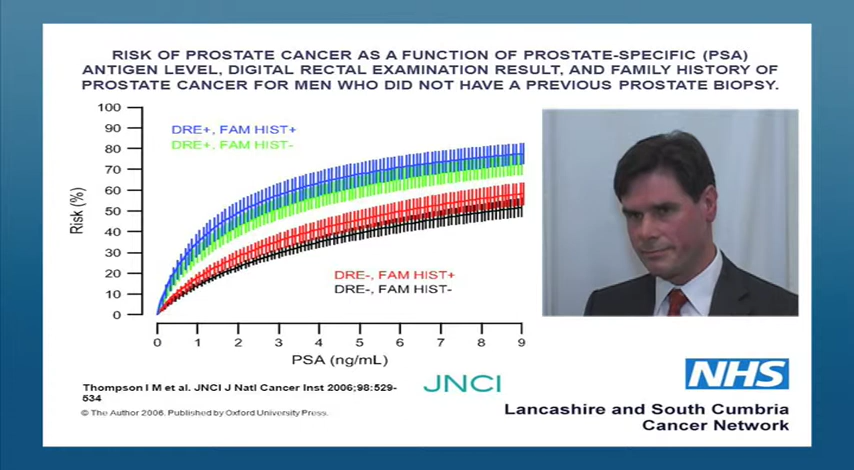 RISK OF PROSTATE CANCER AS A FUNCTION OF PROSTATE-SPECIFIC (PSA)
ANTIGEN LEVEL, DIGITAL RECTAL EXAMINATION RESULT, AND FAMILY HISTORY OF
PROSTATE CANCER FOR MEN WHO DID NOT HAVE A PREVIOUS PROSTATE BIOPSY.
100
90
80
70
60
50
40
30
20
10
0
Risk (%)
DRE+, FAM HIST+
DRE+, FAM HIST-
DRE-, FAM HIST+
DRE-, FAM HIST-
0 1 2 3 4 5 6 7 8 9
PSA (ng/mL)
Thompson I M et al. JNCI J Natl Cancer Inst 2006;98:529-
534
© The Author 2006. Published by Oxford University Press.
JNCI
NHS
Lancashire and South Cumbria
Cancer Network